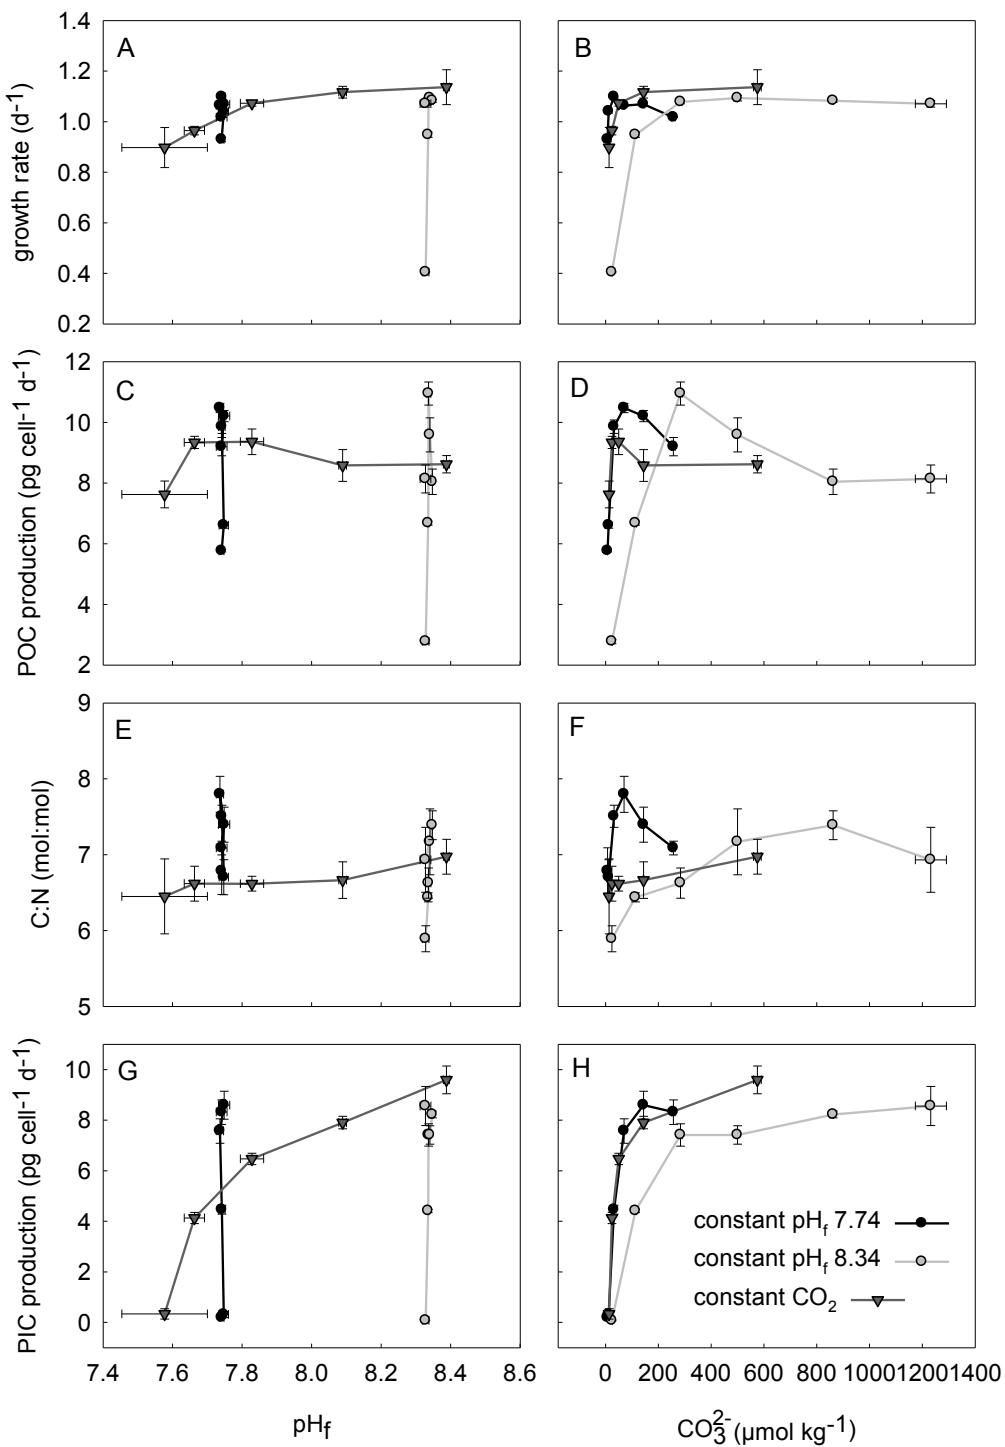 A
B
growth rate (d-1)
1.4
1.2
1.0
0.8
0.6
0.4
0.2
C
D
POC production (pg cell-1 d-1)
12
10
8
6
4
2
E
F
C:N (mol:mol)
9
8
7
6
5
G
H
PIC production (pg cell-1 d-1)
10
8
6
4
2
0
constant pHf 7.74
constant pHf 8.34
constant CO2
7.4 7.6 7.8 8.0 8.2 8.4 8.6
0 200 400 600 800 1000 1200 1400
pHf
CO3 2- (µmol kg-1)